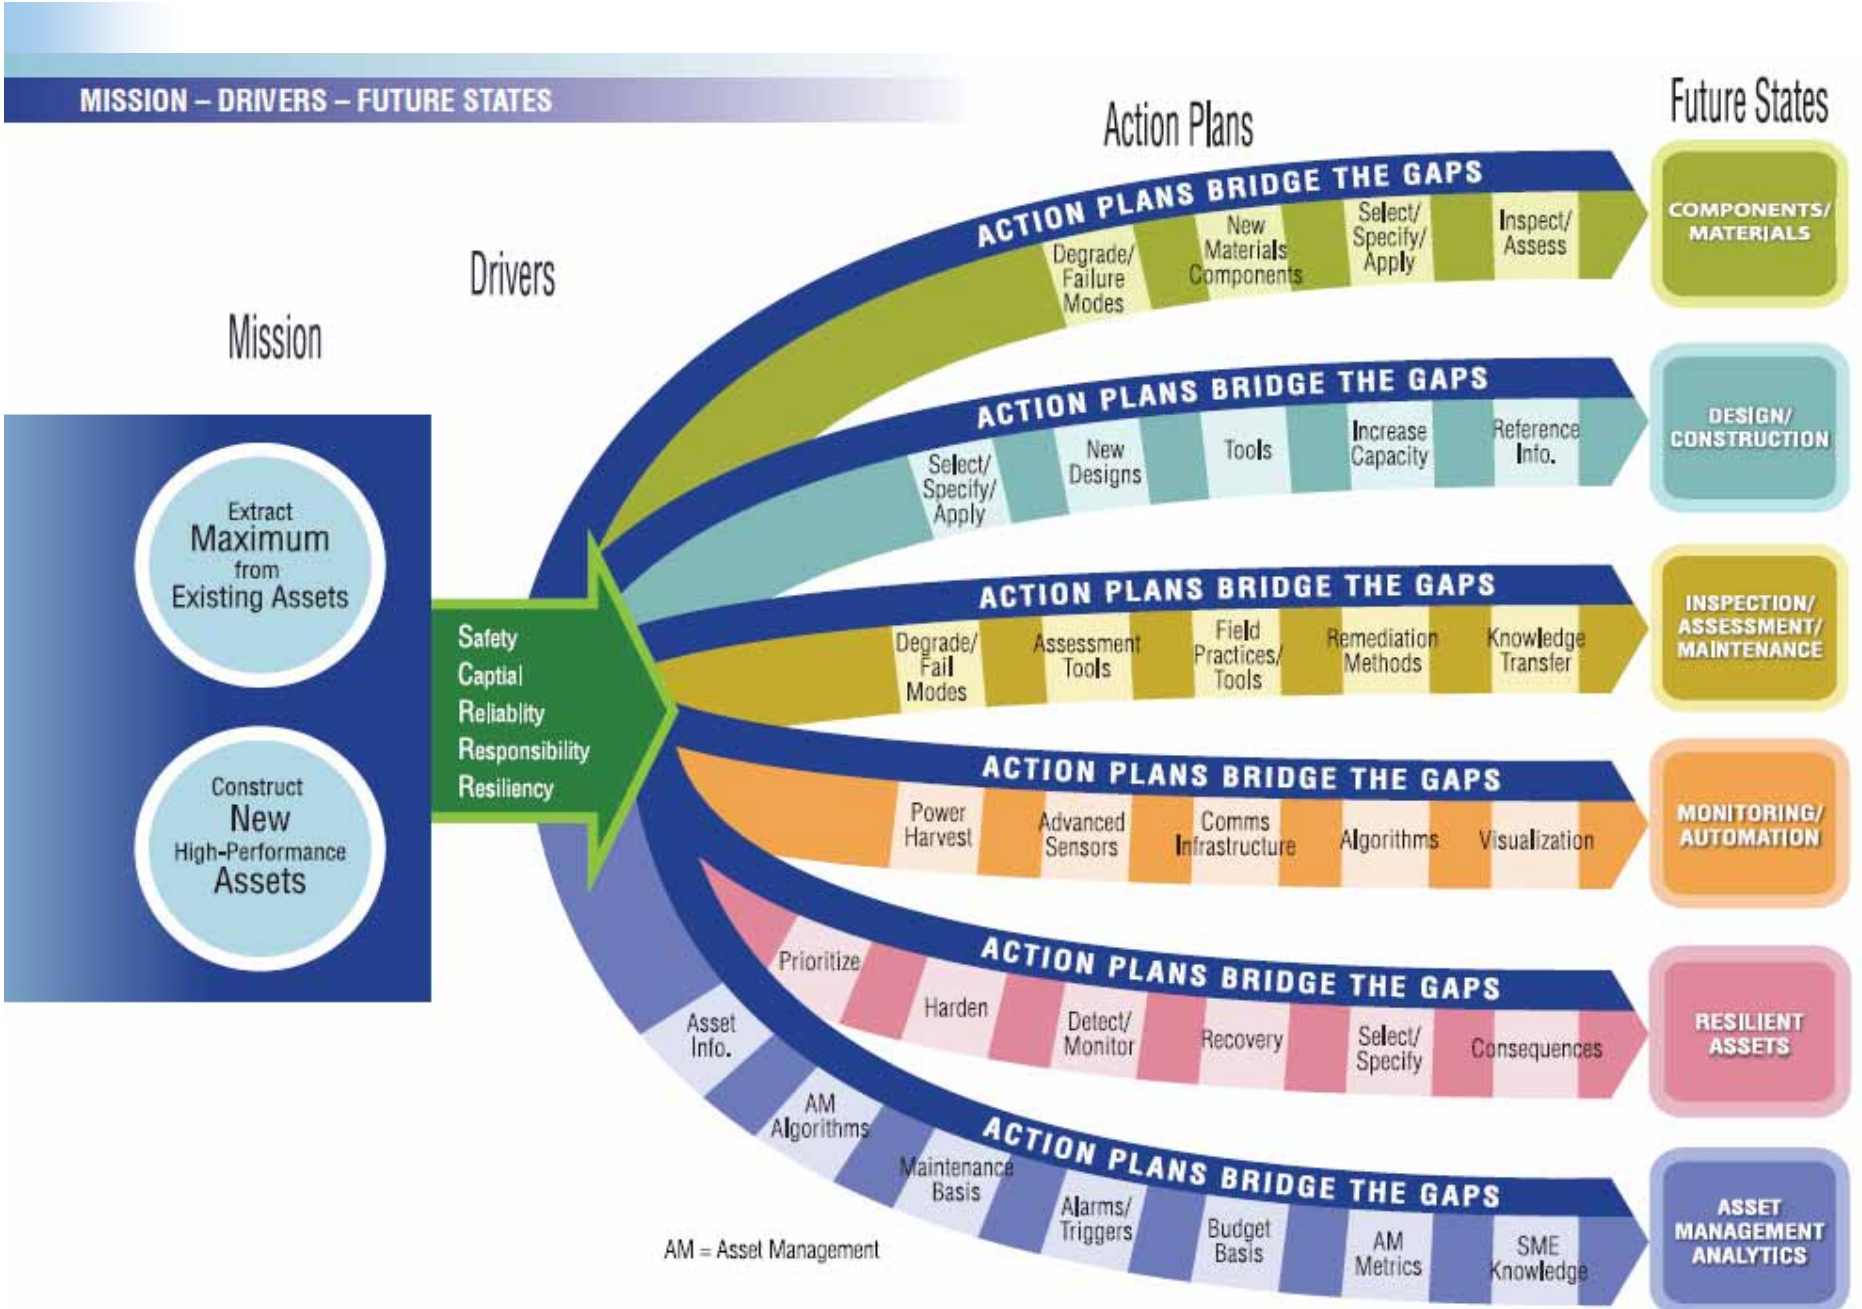 MISSION – DRIVERS – FUTURE STATES
Mission
Drivers
Action Plans
Future States
Extract
Maximum
from
Existing Assets
Construct
New
High-Performance
Assets
Safety
Captial
Reliablity
Responsibility
Resiliency
ACTION PLANS BRIDGE THE GAPS
Degrade/
Failure
Modes
New
Materials
Components
Select/
Specify/
Apply
Inspect/
Assess
COMPONENTS/
MATERIALS
ACTION PLANS BRIDGE THE GAPS
Select/
Specify/
Apply
New
Designs
Tools
Increase
Capacity
Reference
Info.
DESIGN/
CONSTRUCTION
ACTION PLANS BRIDGE THE GAPS
Degrade/
Fail
Modes
Assessment
Tools
Field
Practices/
Tools
Remediation
Methods
Knowledge
Transfer
INSPECTION/
ASSESSMENT/
MAINTENANCE
ACTION PLANS BRIDGE THE GAPS
Power
Harvest
Advanced
Sensors
Comms
Infrastructure
Algorithms
Visualization
MONITORING/
AUTOMATION
ACTION PLANS BRIDGE THE GAPS
Prioritize
Harden
Detect/
Monitor
Recovery
Select/
Specify
Consequences
RESILIENT
ASSETS
ACTION PLANS BRIDGE THE GAPS
Asset
Info.
AM
Algorithms
Maintenance
Basis
Alarms/
Triggers
Budget
Basis
AM
Metrics
SME
Knowledge
ASSET
MANAGEMENT
ANALYTICS
AM = Asset Management